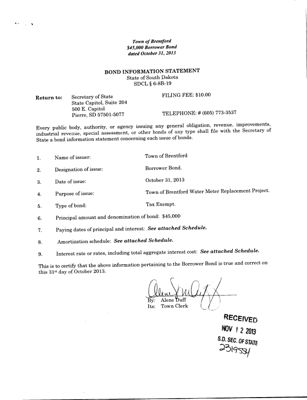 Town of Brentford
$45,000 Borrower Bond
dated October 31, 2013
BOND INFORMATION STATEMENT
State of South Dakota
SDCL § 6-8B-19
Return to: Secretary of State FILING FEE: $10.00
State Capitol, Suite 204
500 E. Capitol
Pierre, SD 57501-5077 TELEPHONE: # (605) 773-3537
Every public body, authority, or agency issuing any general obligation, revenue, improvements,
industrial revenue, special assessment, or other bonds of any type shall file with the Secretary of
State a bond information statement concerning each issue of bonds.
1. Name of issuer: Town of Brentford
2. Designation of issue: Borrower Bond.
3. Date of issue: October 31, 2013
4. Purpose of issue: Town of Brentford Water Meter Replacement Project.
5. Type of bond: Tax Exempt.
6. Principal amount and denomination of bond: $45,000
7. Paying dates of principal and interest: See attached Schedule.
8. Amortization schedule: See attached Schedule.
9. Interest rate or rates, including total aggregate interest cost: See attached Schedule.
This is to certify that the above information pertaining to the Borrower Bond is true and correct on
this 31st day of October 2013.
By: Alene Duff
Its: Town Clerk
RECEIVED
NOV 12 2013
S.D. SEC. OF STATE